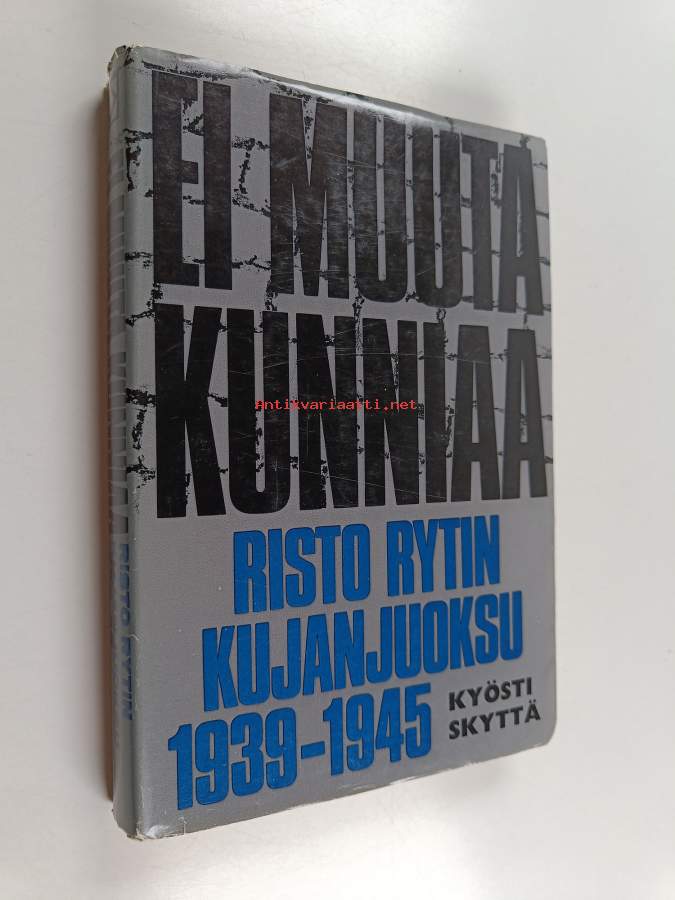 EI MUUTA
KUNNIAA
Antikvariaatti.net
RISTO RYTIN
KUJANJUOKSU
1939-1945
KYÖSTI
SKYTTÄ
RISTO RYTIN